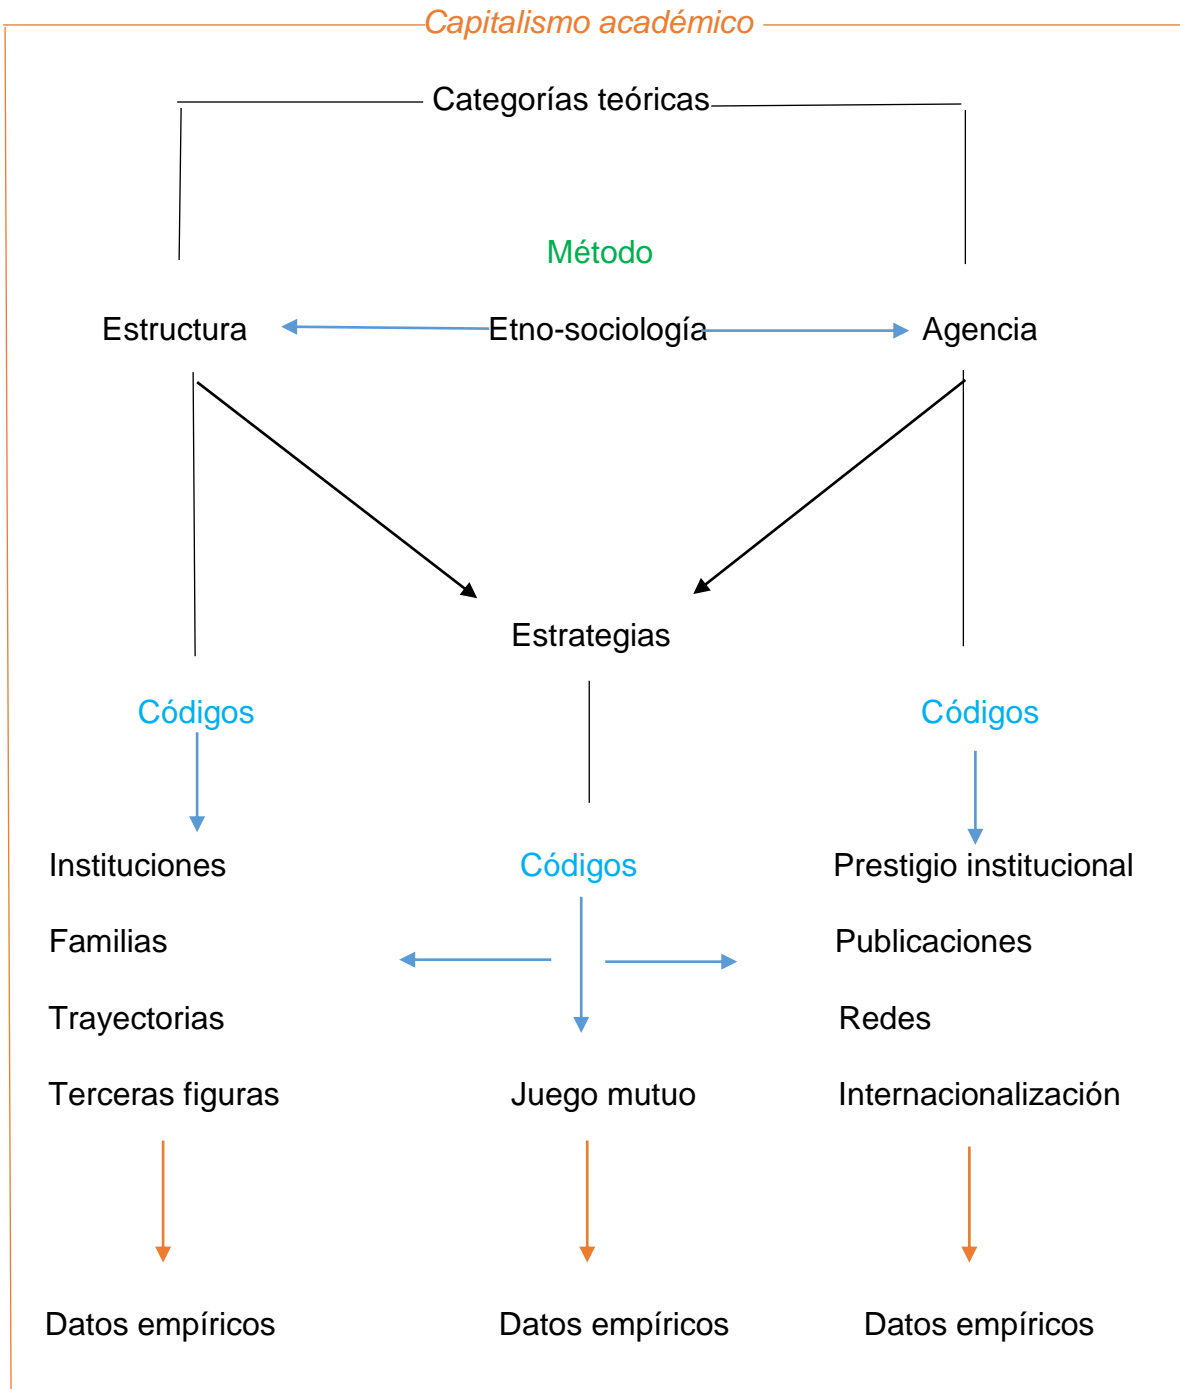 Capitalismo académico
Categorías teóricas
Método
Estructura
Etno-sociología
Agencia
Estrategias
Códigos
Códigos
Instituciones
Códigos
Prestigio institucional
Familias
Publicaciones
Trayectorias
Redes
Terceras figuras
Juego mutuo
Internacionalización
Datos empíricos
Datos empíricos
Datos empíricos